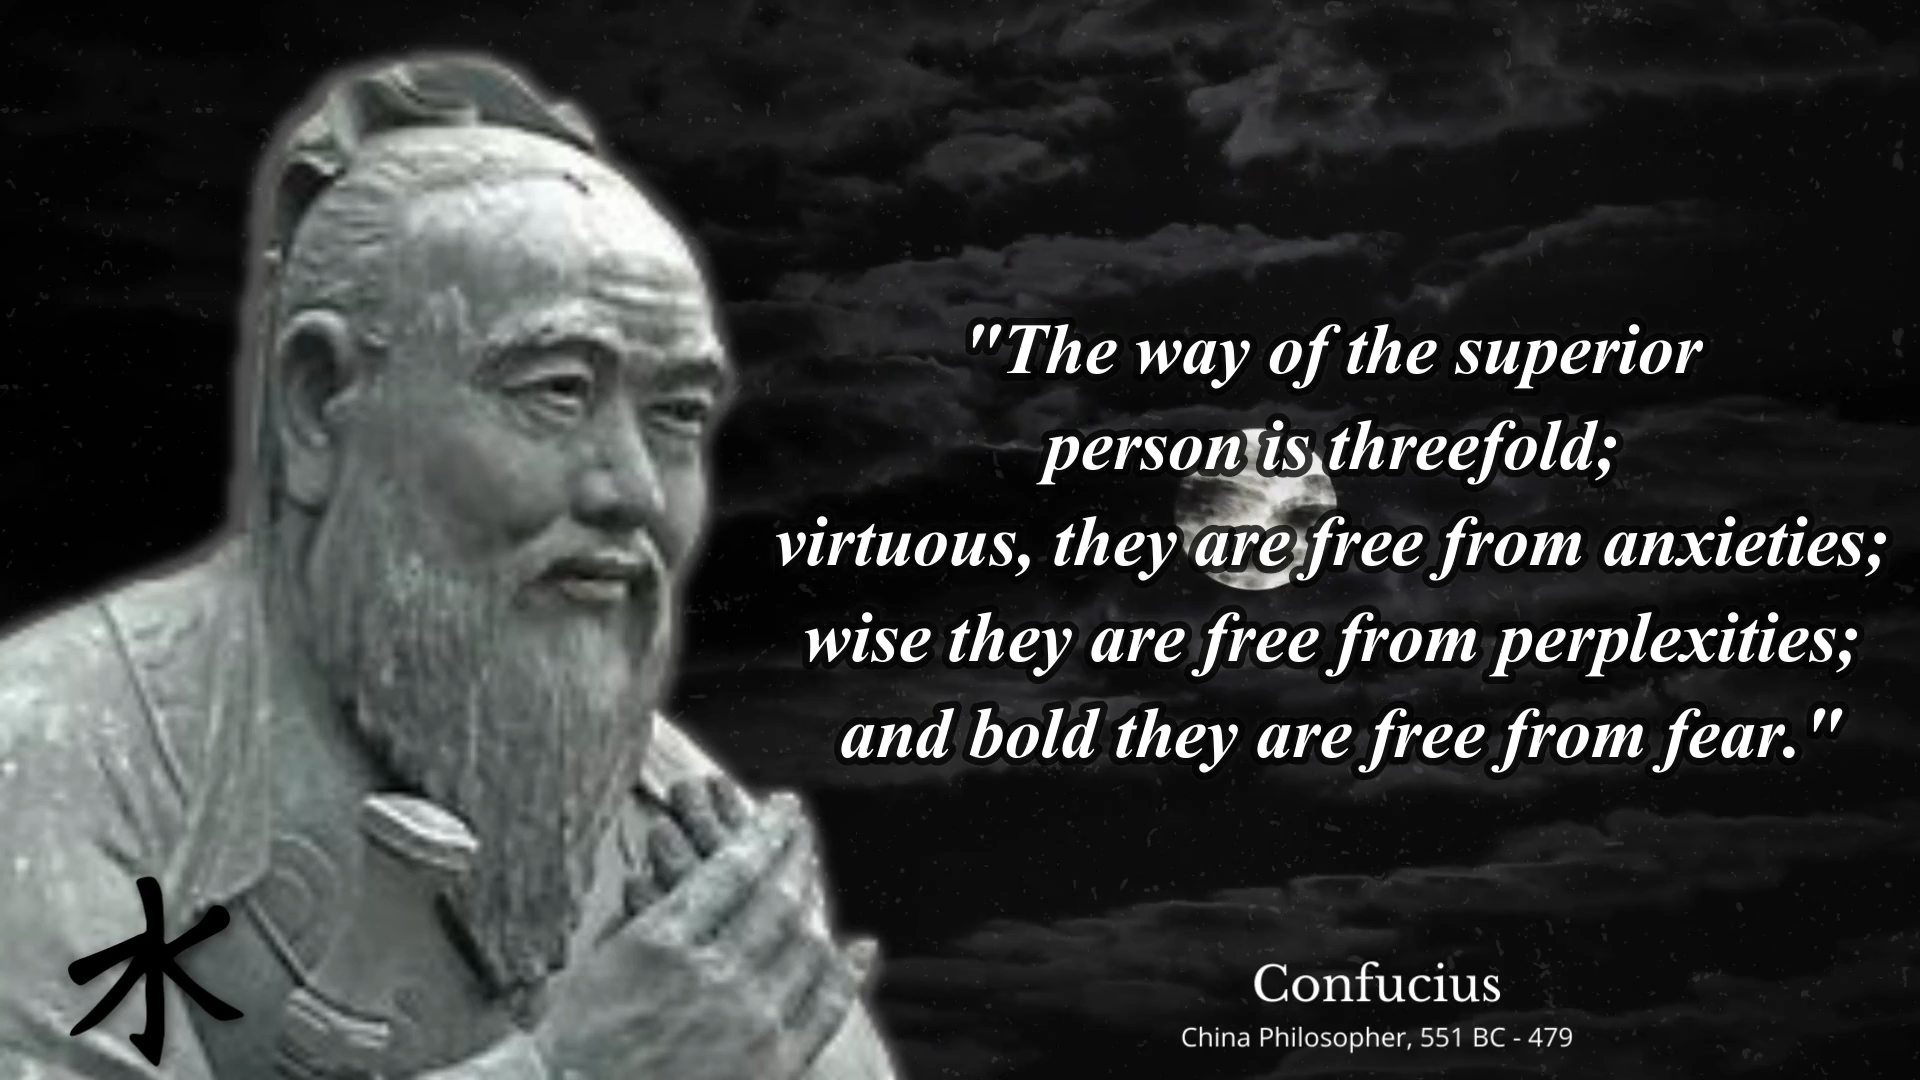 "The way of the superior
person is threefold;
virtuous, they are free from anxieties;
wise they are free from perplexities;
and bold they are free from fear."
水
Confucius
China Philosopher, 551 BC - 479